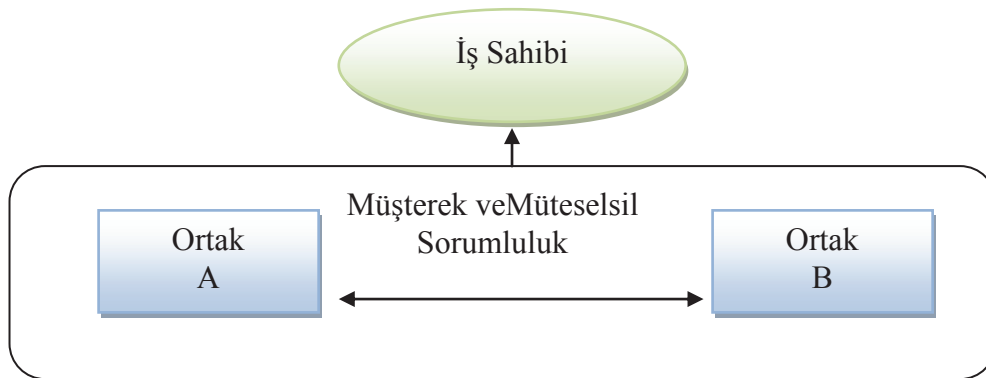 İş Sahibi
Müşterek veMüteselsil
Sorumluluk
Ortak
A
Ortak
B